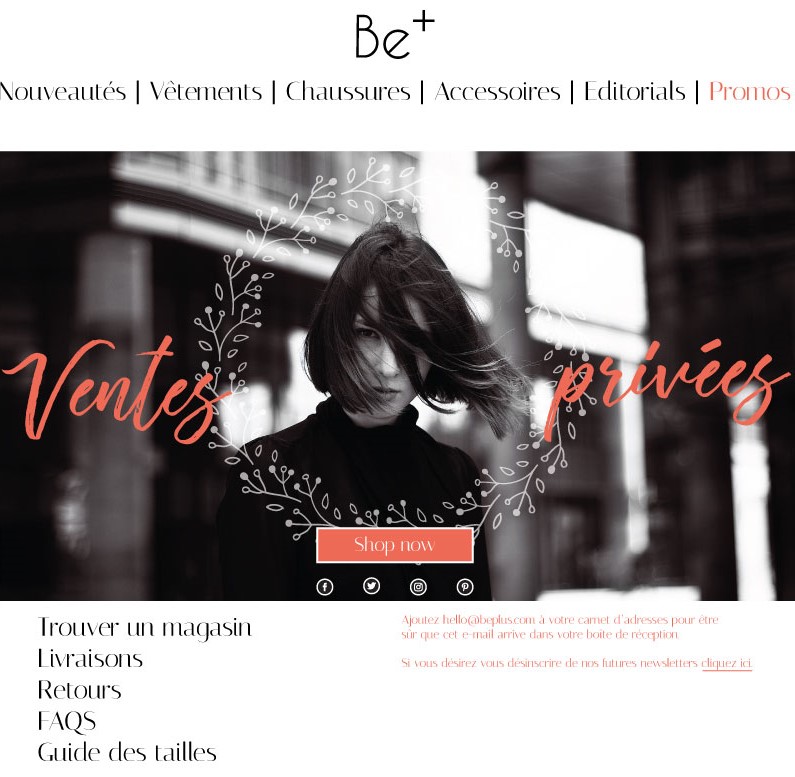 Be+
Nouveautés | Vêtements | Chaussures | Accessoires | Editorials | Promos
Ventes privées
Shop now
Trouver un magasin
Livraisons
Retours
FAQS
Guide des tailles
Ajoutez hello@beplus.com à votre carnet d'adresses pour être
sûr que cet e-mail arrive dans votre boite de réception.
Si vous désirez vous désinscrire de nos futures newsletters cliquez ici.